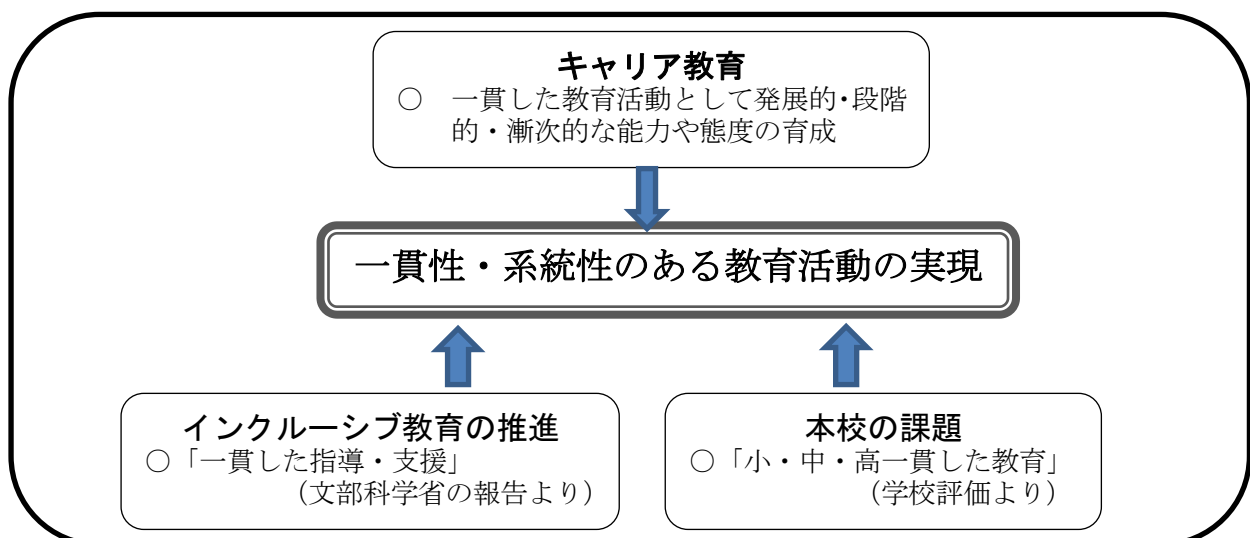 キャリア教育
○ 一貫した教育活動として発展的・段階
的・漸次的な能力や態度の育成
一貫性・系統性のある教育活動の実現
インクルーシブ教育の推進
○「一貫した指導・支援」
(文部科学省の報告より)
本校の課題
○「小・中・高一貫した教育」
(学校評価より)